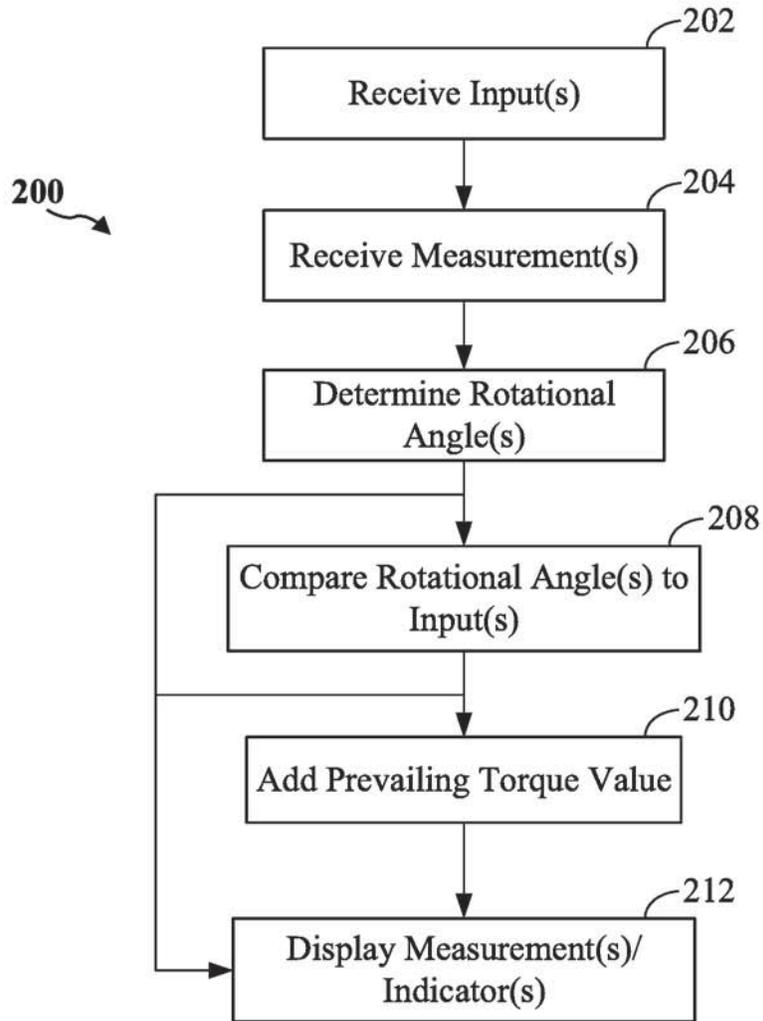 202
Receive Input(s)
200
204
Receive Measurement(s)
206
Determine Rotational
Angle(s)
208
Compare Rotational Angle(s) to
Input(s)
210
Add Prevailing Torque Value
212
Display Measurement(s)/
Indicator(s)